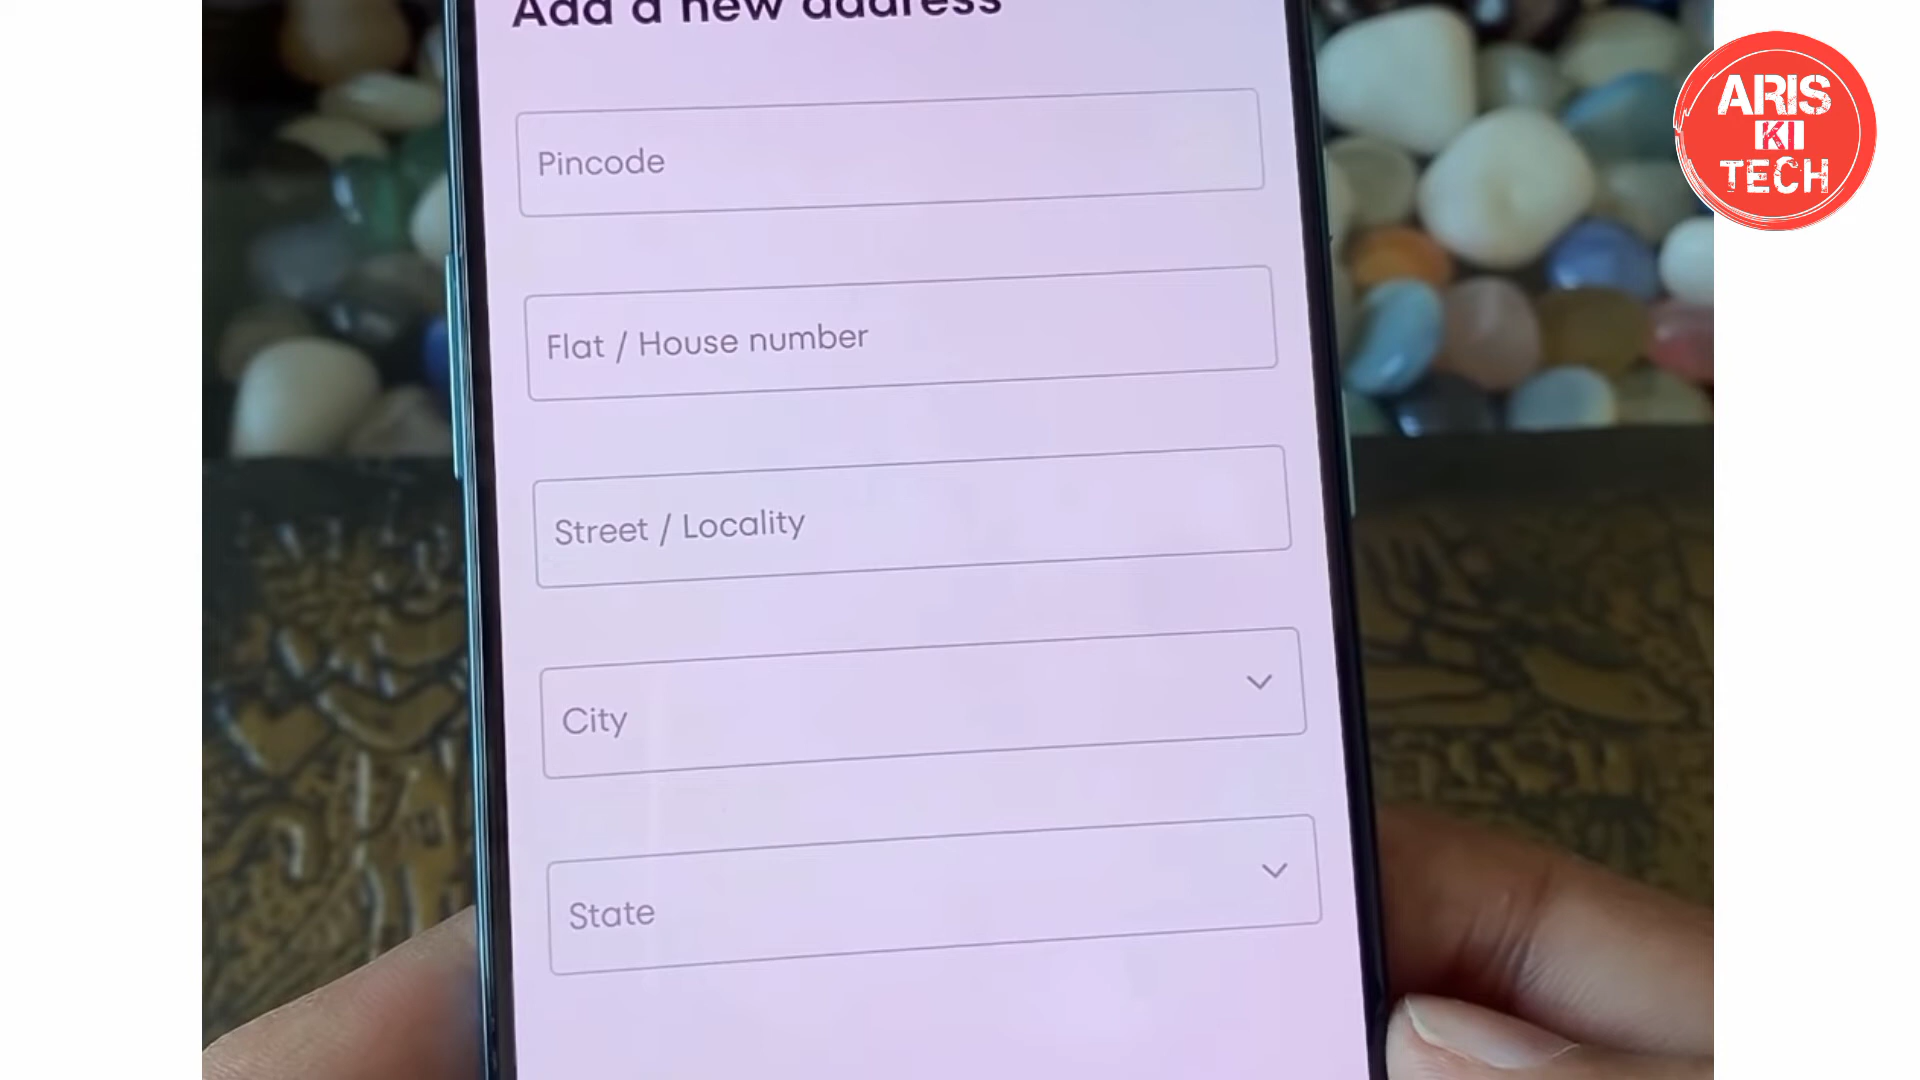 Add a new address
Pincode
Flat / House number
Street / Locality
City
State
ARIS
KI
TECH